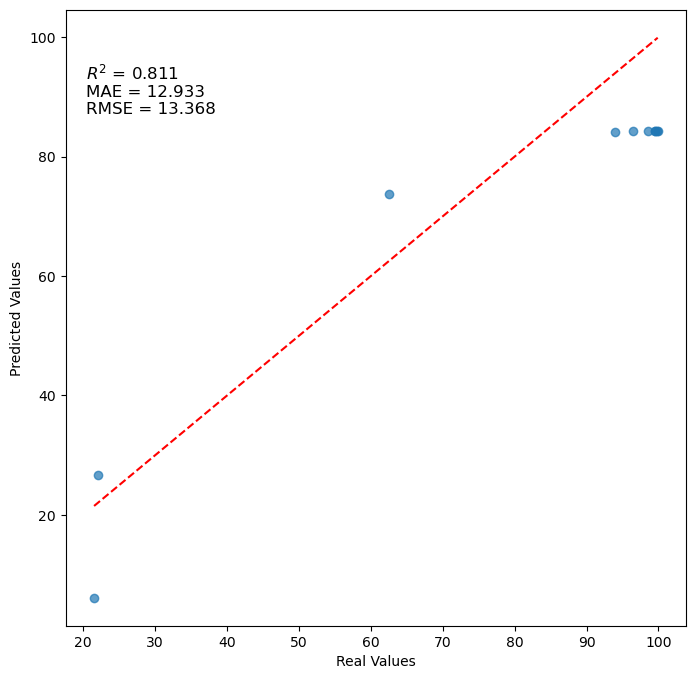 R² = 0.811
MAE = 12.933
RMSE = 13.368
Predicted Values
100
80
60
40
20
20 30 40 50 60 70 80 90 100
Real Values